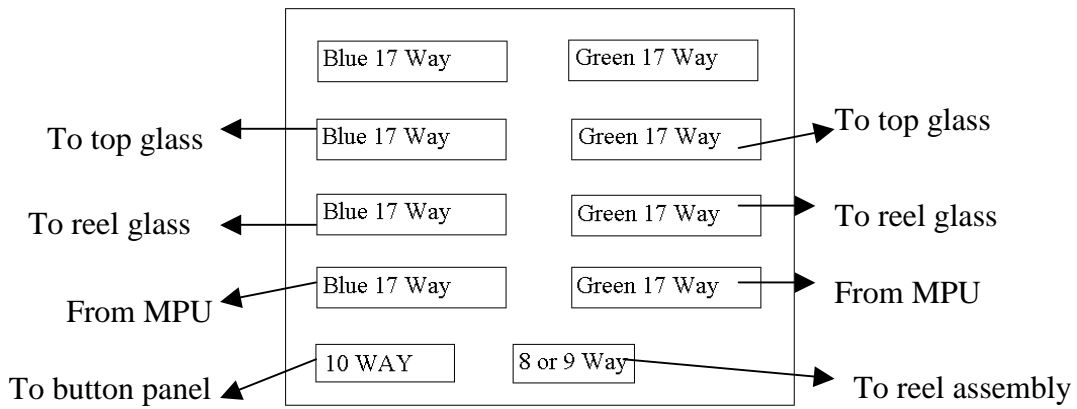 Blue 17 Way Green 17 Way
To top glass Blue 17 Way Green 17 Way To top glass
To reel glass Blue 17 Way Green 17 Way To reel glass
From MPU Blue 17 Way Green 17 Way From MPU
To button panel 10 WAY 8 or 9 Way To reel assembly